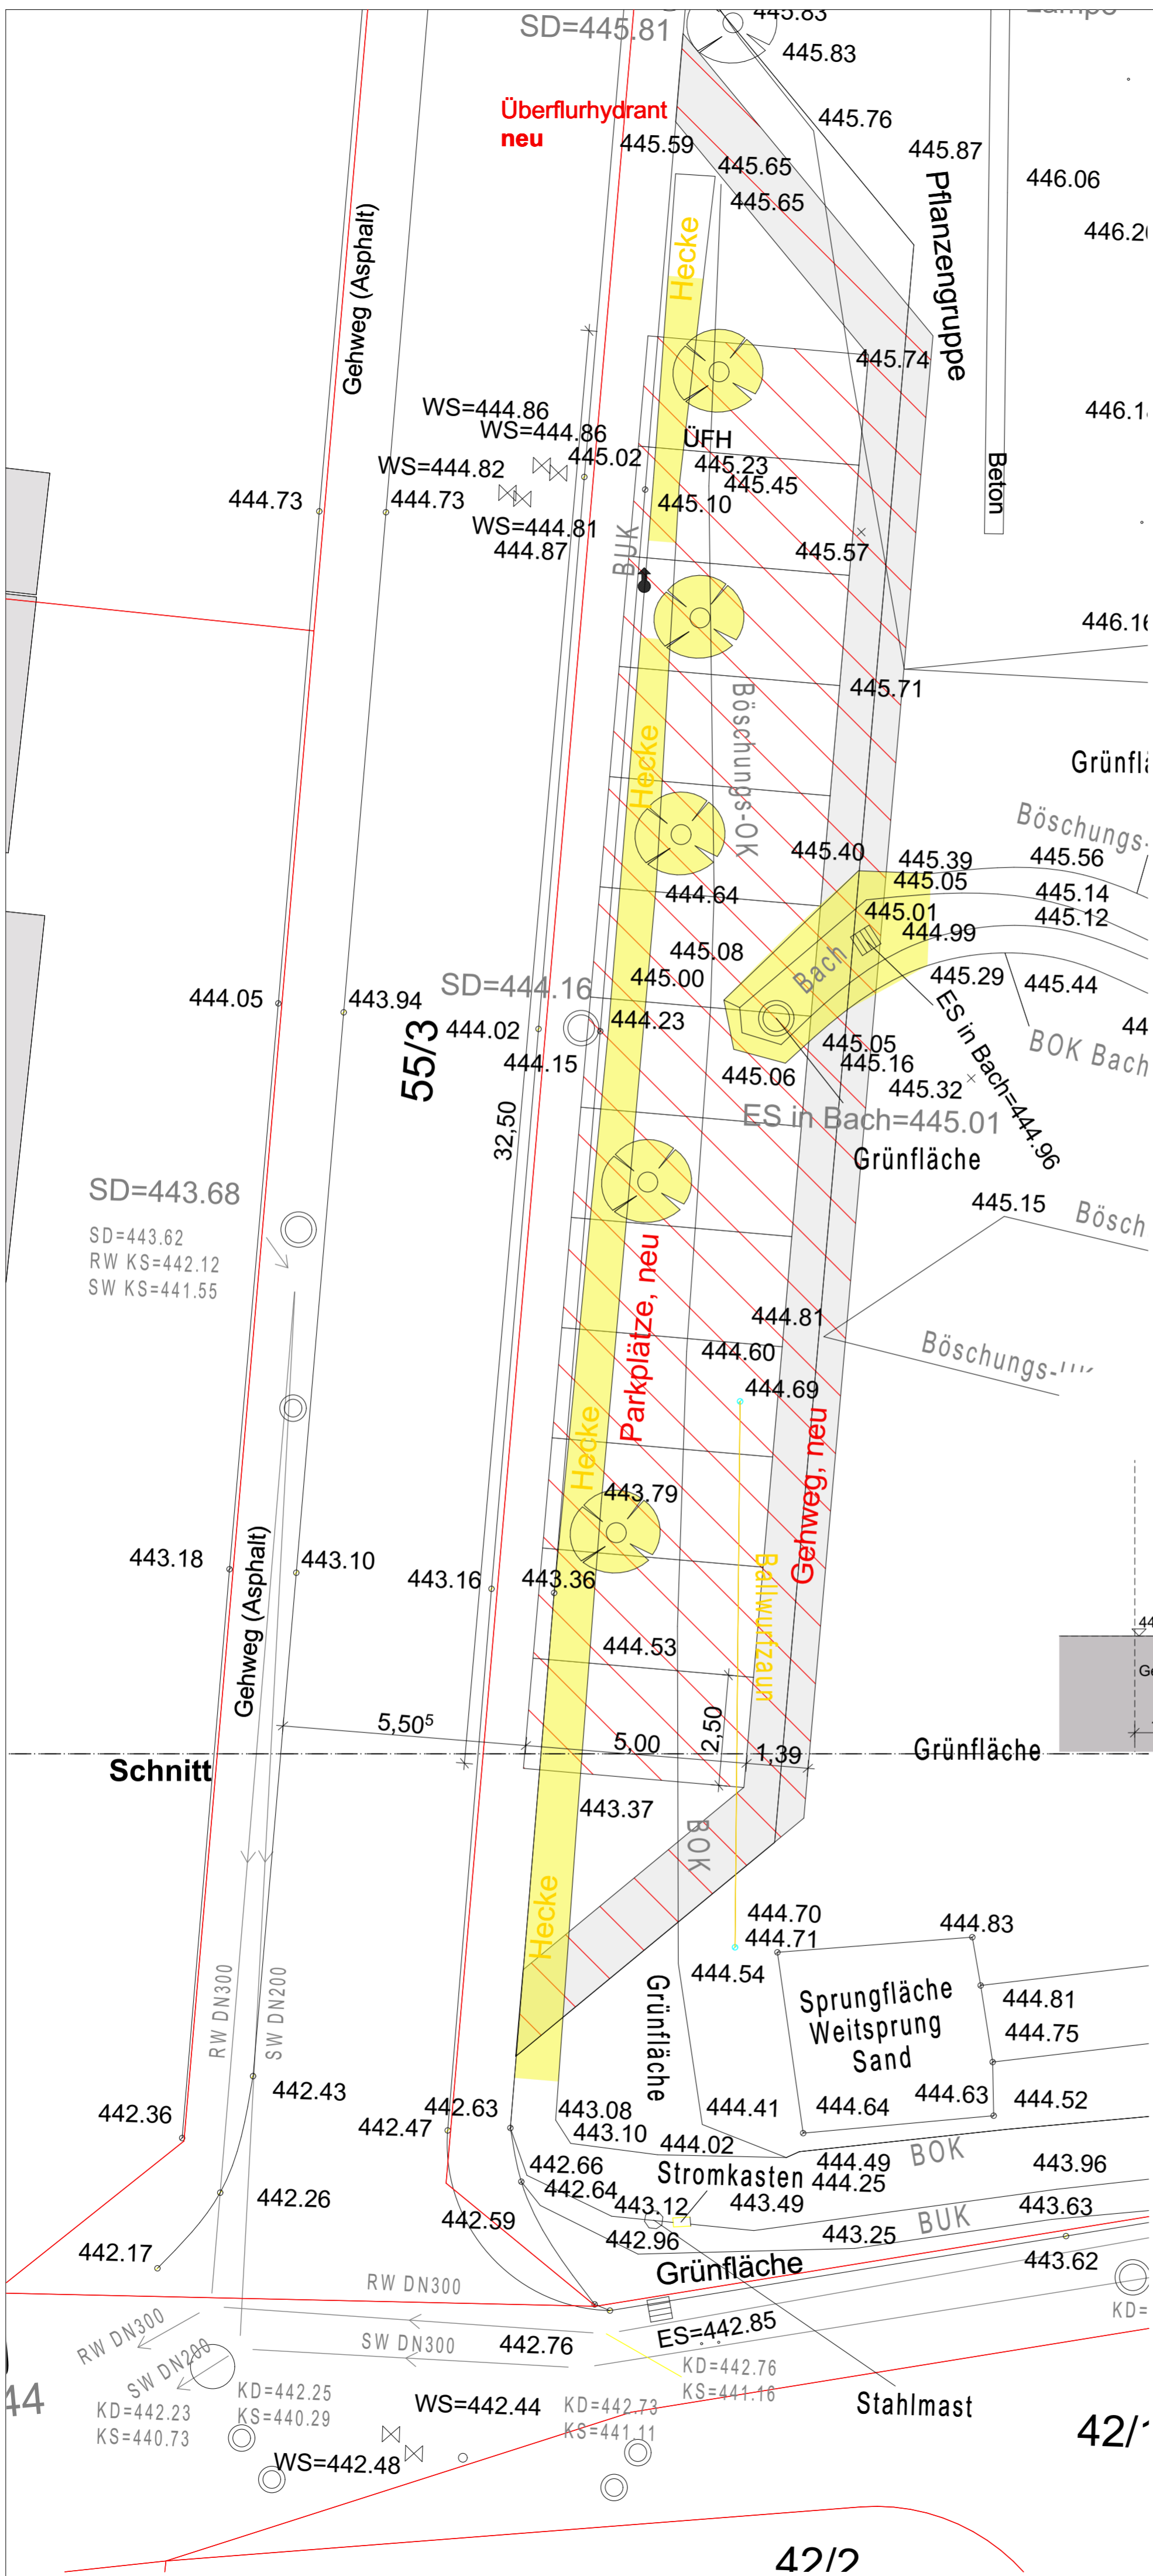 SD=445.81
445.83
445.83
Überflurhydrant
neu
445.76
445.59
445.65
445.87
446.06
445.65
Pflanzengruppe
Gehweg (Asphalt)
Hecke
445.74
WS=444.86
WS=444.86
ÜFH
445.02
445.23
WS=444.82
445.45
Beton
444.73
444.73
445.10
WS=444.81
BUK
444.87
445.57
445.71
Böschungs-OK
Hecke
445.40
445.39
445.56
445.05
444.64
445.14
445.01
445.12
444.99
445.08
Bach
SD=444.16
445.00
445.29
445.44
444.05
443.94
444.02
444.23
ES in Bach=444.96
BOK Bach
55/3
444.15
445.05
445.06
445.16
445.32
ES in Bach=445.01
32,50
Grünfläche
SD=443.68
445.15
SD=443.62
RW KS=442.12
SW KS=441.55
Parkplätze, neu
444.81
444.60
444.69
Hecke
Gehweg, neu
443.79
Gehweg (Asphalt)
443.18
443.10
443.16
443.36
Ballwurfzaun
444.53
5,50⁵
5,00
2,50
1,39
Grünfläche
Schnitt
443.37
BOK
Hecke
444.70
444.71
444.83
444.54
RW DN300
SW DN200
Grünfläche
Sprungfläche
Weitsprung
Sand
444.81
444.75
442.43
442.36
442.63
442.47
443.08
443.10
444.41
444.64
444.63
444.52
444.02
444.49
BOK
443.96
442.66
Stromkasten
444.25
442.64
443.12
443.49
443.63
442.26
442.59
442.96
443.25
BUK
443.62
442.17
Grünfläche
RW DN300
RW DN300
SW DN300
442.76
ES=442.85
SW DN200
KD=442.76
KS=441.16
KD=442.25
KS=440.29
KD=442.23
KS=440.73
WS=442.44
KD=442.73
KS=441.11
Stahlmast
WS=442.48
42/2